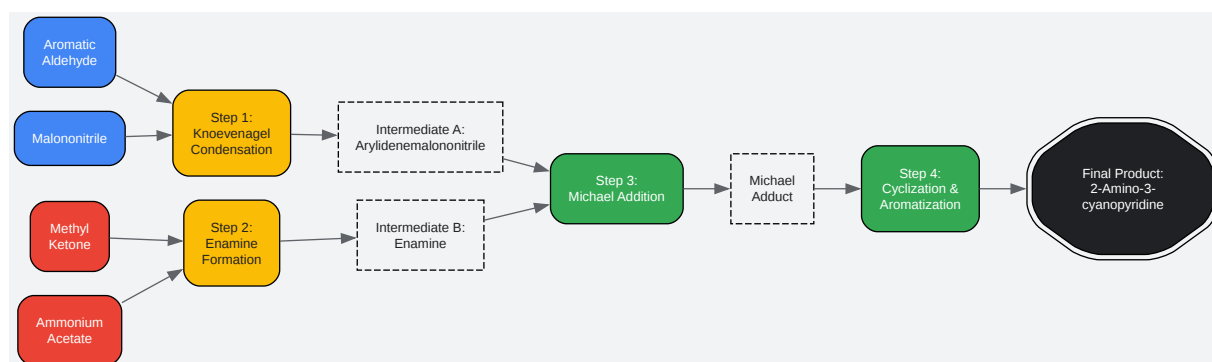 Aromatic
Aldehyde
Malononitrile
Step 1:
Knoevenagel
Condensation
Intermediate A:
Arylidenemalononitrile
Methyl
Ketone
Ammonium
Acetate
Step 2:
Enamine
Formation
Intermediate B:
Enamine
Step 3:
Michael Addition
Michael
Adduct
Step 4:
Cyclization &
Aromatization
Final Product:
2-Amino-3-
cyanopyridine